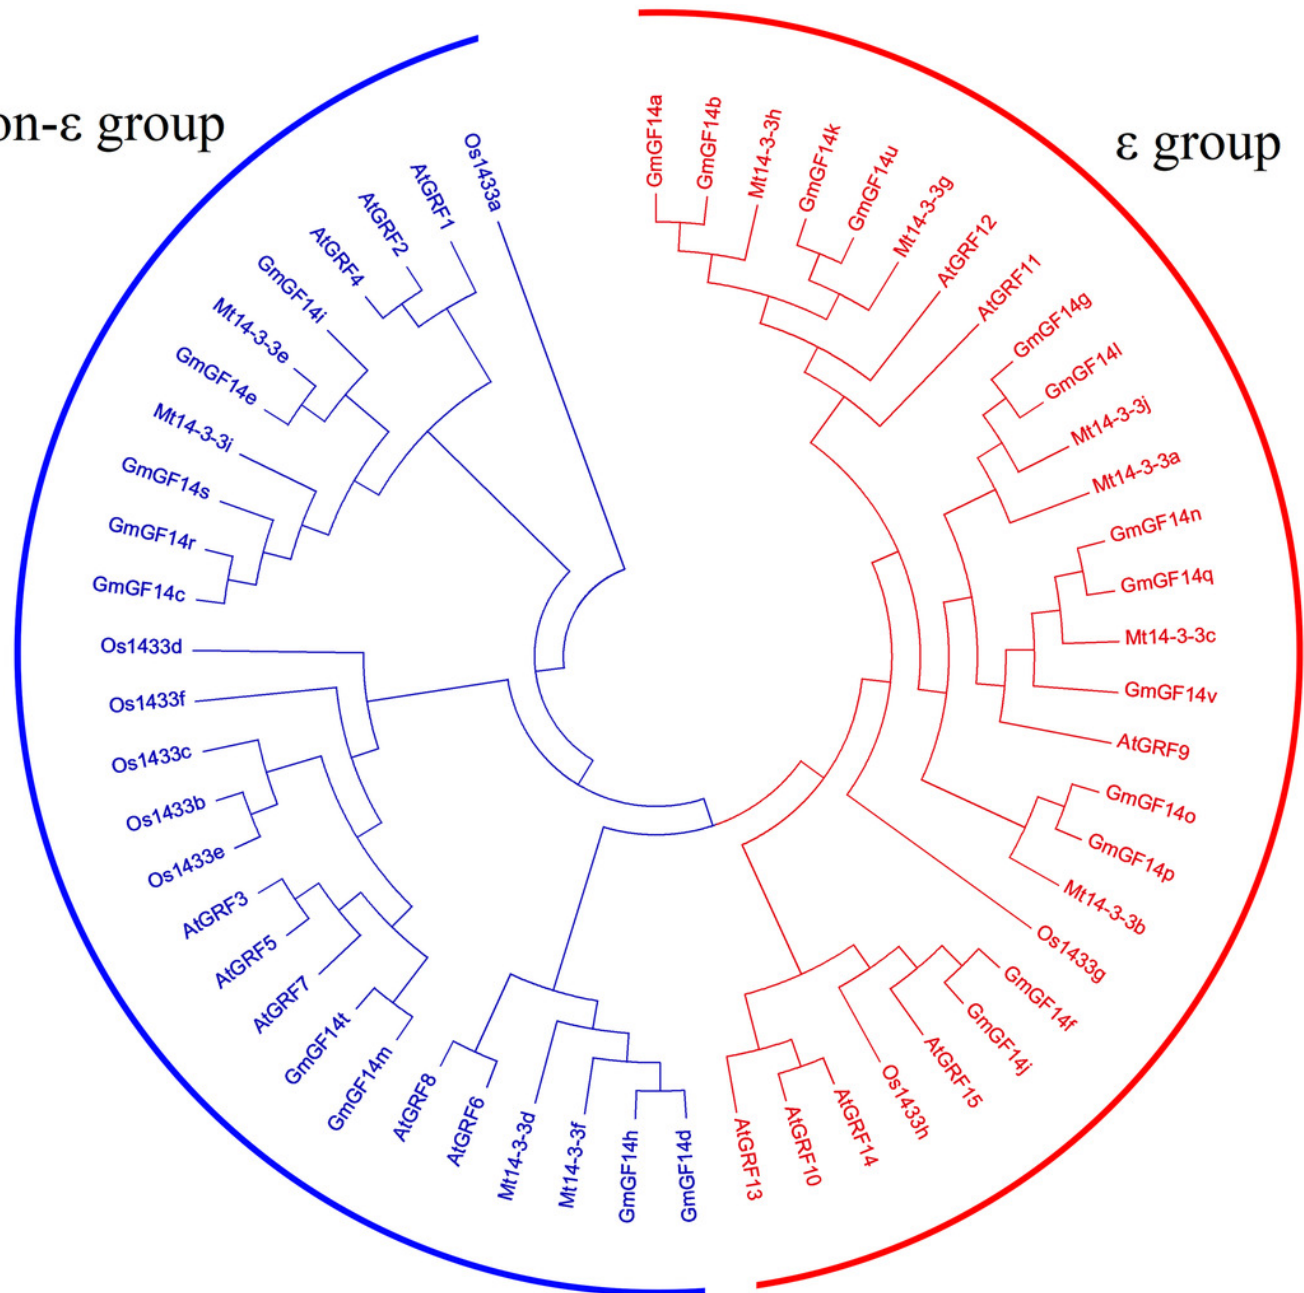 on-ε group
ε group
GmGF14a
GmGF14b
Mt14-3-3h
GmGF14k
GmGF14u
Mt14-3-3g
AtGRF12
AtGRF11
GmGF14g
GmGF14l
Mt14-3-3j
Mt14-3-3a
GmGF14n
GmGF14q
Mt14-3-3c
GmGF14v
AtGRF9
GmGF14o
GmGF14p
Mt14-3-3b
Os1433g
GmGF14f
GmGF14j
AtGRF15
Os1433h
AtGRF14
AtGRF10
AtGRF13
GmGF14d
GmGF14h
Mt14-3-3f
Mt14-3-3d
AtGRF6
AtGRF8
GmGF14m
GmGF14t
AtGRF7
AtGRF5
AtGRF3
Os1433e
Os1433b
Os1433c
Os1433f
Os1433d
GmGF14c
GmGF14r
GmGF14s
Mt14-3-3i
GmGF14e
Mt14-3-3e
GmGF14i
AtGRF4
AtGRF2
AtGRF1
Os1433a